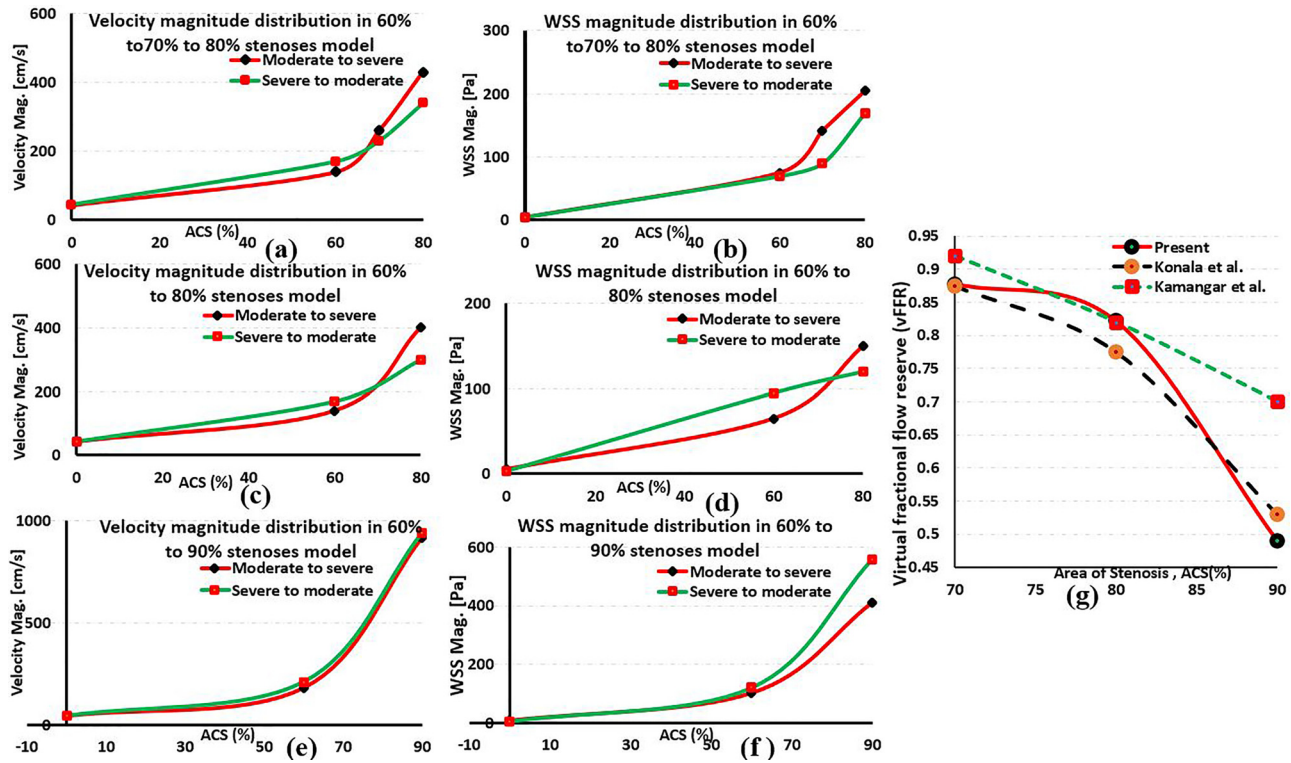 Velocity magnitude distribution in 60%
to70% to 80% stenoses model
Moderate to severe
Severe to moderate
Velocity Mag. [cm/s]
600
400
200
0
0 20 40 60 80
ACS (%)
(a)
WSS magnitude distribution in 60%
to70% to 80% stenoses model
Moderate to severe
Severe to moderate
WSS Mag. [Pa]
300
200
100
0
0 20 40 60 80
ACS (%)
(b)
Velocity magnitude distribution in 60%
to 80% stenoses model
Moderate to severe
Severe to moderate
Velocity Mag. [cm/s]
600
400
200
0
0 20 40 60 80
ACS (%)
(c)
WSS magnitude distribution in 60% to
80% stenoses model
Moderate to severe
Severe to moderate
WSS Mag. [Pa]
200
100
0
0 20 40 60 80
ACS (%)
(d)
Velocity magnitude distribution in 60%
to 90% stenoses model
Moderate to severe
Severe to moderate
Velocity Mag. [cm/s]
1000
500
0
-10 10 30 50 70 90
ACS (%)
(e)
WSS magnitude distribution in 60% to
90% stenoses model
Moderate to severe
Severe to moderate
WSS Mag. [Pa]
600
400
200
0
-10 10 30 50 70 90
ACS (%)
(f)
Present
Konala et al.
Kamangar et al.
Virtual fractional flow reserve (vFR)
0.95
0.9
0.85
0.8
0.75
0.7
0.65
0.6
0.55
0.5
0.45
Area of Stenosis , ACS(%)
70 75 80 85 90
(g)